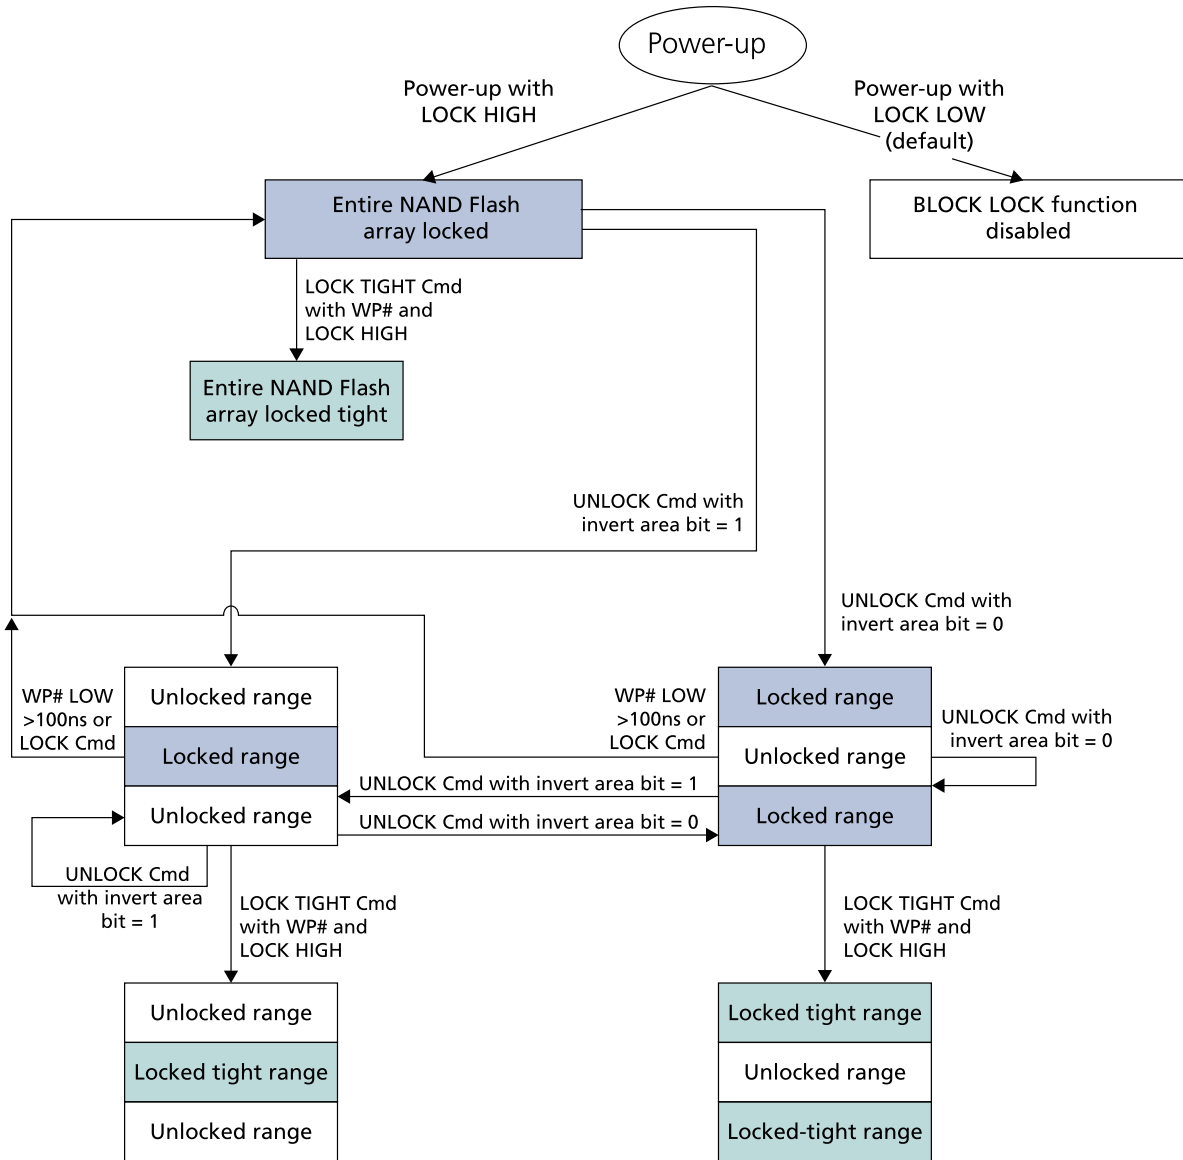 Power-up
Power-up with
LOCK HIGH
Power-up with
LOCK LOW
(default)
Entire NAND Flash
array locked
BLOCK LOCK function
disabled
LOCK TIGHT Cmd
with WP# and
LOCK HIGH
Entire NAND Flash
array locked tight
UNLOCK Cmd with
invert area bit = 1
UNLOCK Cmd with
invert area bit = 0
WP# LOW
>100ns or
LOCK Cmd
Unlocked range
Locked range
Unlocked range
WP# LOW
>100ns or
LOCK Cmd
Locked range
Unlocked range
Locked range
UNLOCK Cmd with
invert area bit = 0
UNLOCK Cmd with invert area bit = 1
UNLOCK Cmd with invert area bit = 0
UNLOCK Cmd
with invert area
bit = 1
LOCK TIGHT Cmd
with WP# and
LOCK HIGH
LOCK TIGHT Cmd
with WP# and
LOCK HIGH
Unlocked range
Locked tight range
Unlocked range
Locked tight range
Unlocked range
Locked-tight range